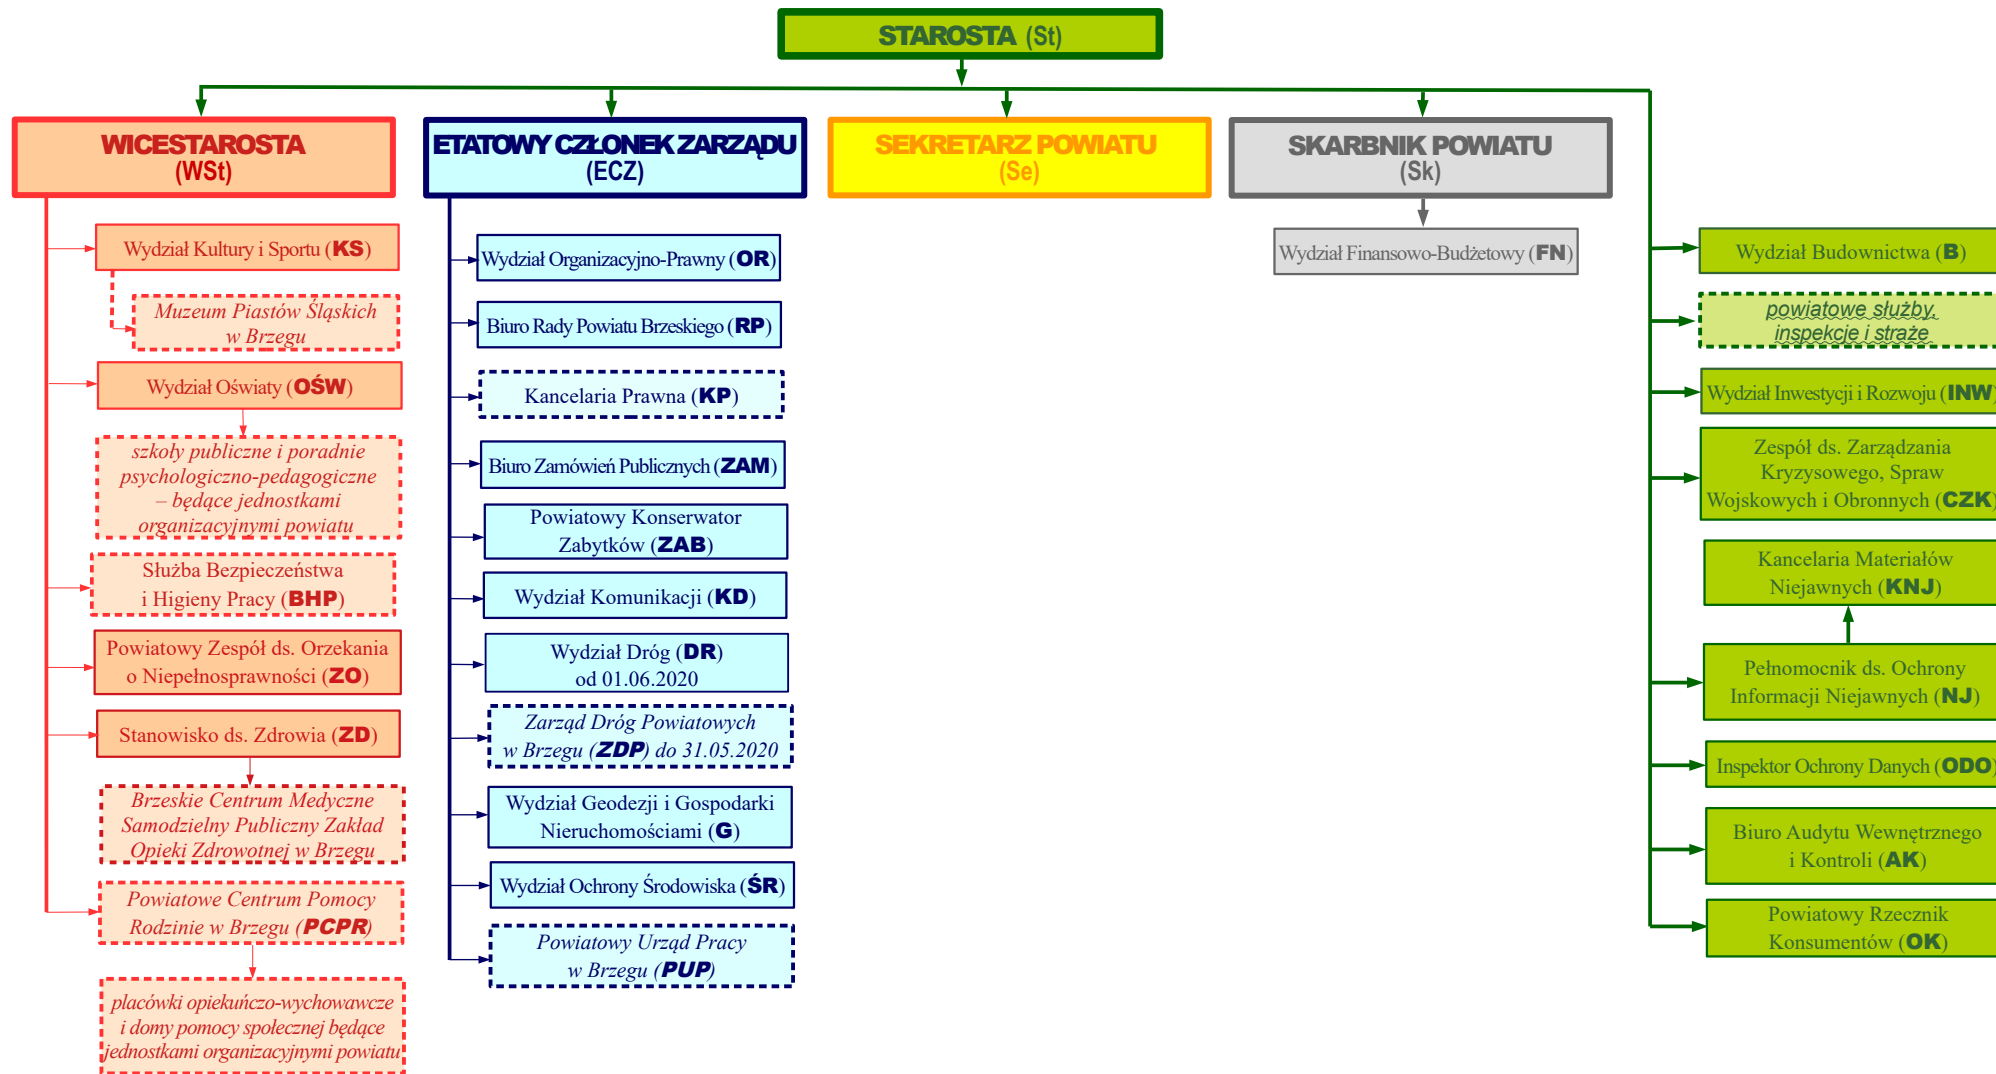 STAROSTA (St)
WICESTAROSTA
(WSt)
ETATOWY CZŁONEK ZARZĄDU
(ECZ)
SEKRETARZ POWIATU
(Se)
SKARBNIK POWIATU
(Sk)
Wydział Kultury i Sportu (KS)
Muzeum Piastów Śląskich
w Brzegu
Wydział Oświaty (OŚW)
szkoły publiczne i poradnie
psychologiczno-pedagogiczne
– będące jednostkami
organizacyjnymi powiatu
Służba Bezpieczeństwa
i Higieny Pracy (BHP)
Powiatowy Zespół ds. Orzekania
o Niepełnosprawności (ZO)
Stanowisko ds. Zdrowia (ZD)
Brzeskie Centrum Medyczne
Samodzielny Publiczny Zakład
Opieki Zdrowotnej w Brzegu
Powiatowe Centrum Pomocy
Rodzinie w Brzegu (PCPR)
placówki opiekuńczo-wychowawcze
i domy pomocy społecznej będące
jednostkami organizacyjnymi powiatu
Wydział Organizacyjno-Prawny (OR)
Biuro Rady Powiatu Brzeskiego (RP)
Kancelaria Prawna (KP)
Biuro Zamówień Publicznych (ZAM)
Powiatowy Konserwator
Zabytków (ZAB)
Wydział Komunikacji (KD)
Wydział Dróg (DR)
od 01.06.2020
Zarząd Dróg Powiatowych
w Brzegu (ZDP) do 31.05.2020
Wydział Geodezji i Gospodarki
Nieruchomościami (G)
Wydział Ochrony Środowiska (ŚR)
Powiatowy Urząd Pracy
w Brzegu (PUP)
Wydział Finansowo-Budżetowy (FN)
Wydział Budownictwa (B)
powiatowe służby,
inspekcje i straże
Wydział Inwestycji i Rozwoju (INW)
Zespół ds. Zarządzania
Kryzysowego, Spraw
Wojskowych i Obronnych (CZK)
Kancelaria Materiałów
Niejawnych (KNJ)
Pełnomocnik ds. Ochrony
Informacji Niejawnych (NJ)
Inspektor Ochrony Danych (ODO)
Biuro Audytu Wewnętrznego
i Kontroli (AK)
Powiatowy Rzecznik
Konsumentów (OK)